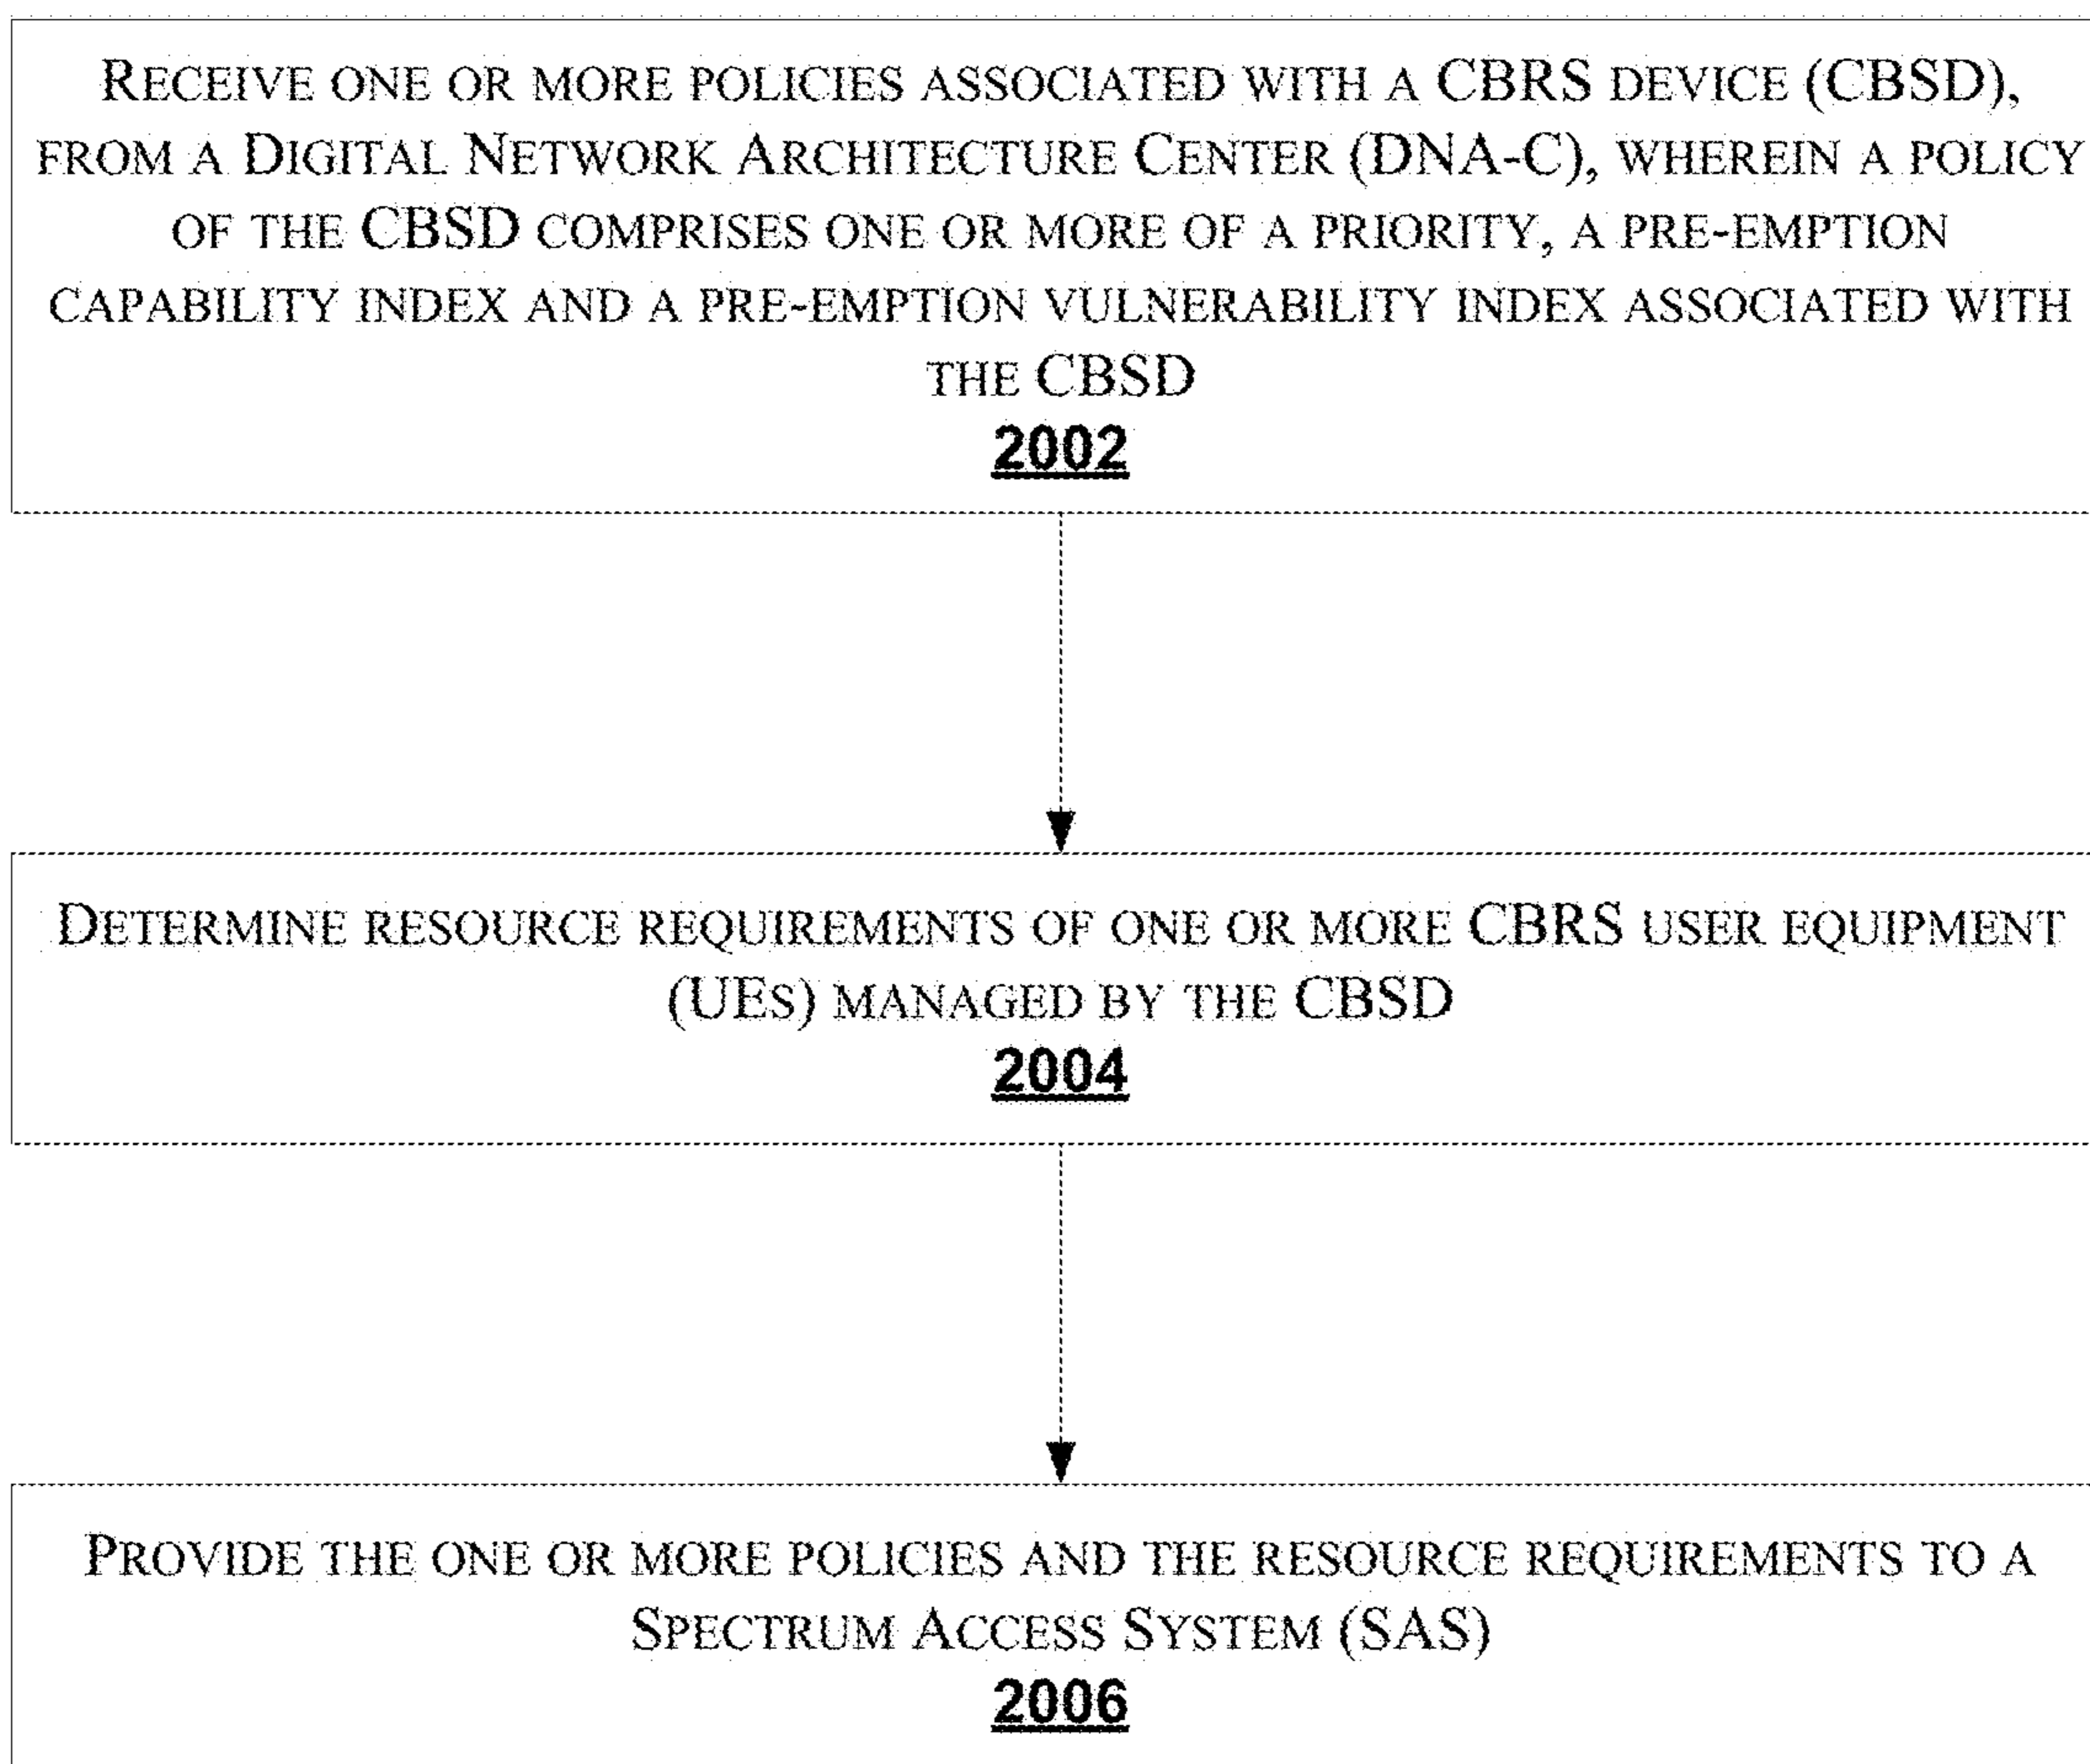 RECEIVE ONE OR MORE POLICIES ASSOCIATED WITH A CBRS DEVICE (CBSD),
FROM A DIGITAL NETWORK ARCHITECTURE CENTER (DNA-C), WHEREIN A POLICY
OF THE CBSD COMPRISES ONE OR MORE OF A PRIORITY, A PRE-EMPTION
CAPABILITY INDEX AND A PRE-EMPTION VULNERABILITY INDEX ASSOCIATED WITH
THE CBSD
2002
DETERMINE RESOURCE REQUIREMENTS OF ONE OR MORE CBRS USER EQUIPMENT
(UES) MANAGED BY THE CBSD
2004
PROVIDE THE ONE OR MORE POLICIES AND THE RESOURCE REQUIREMENTS TO A
SPECTRUM ACCESS SYSTEM (SAS)
2006